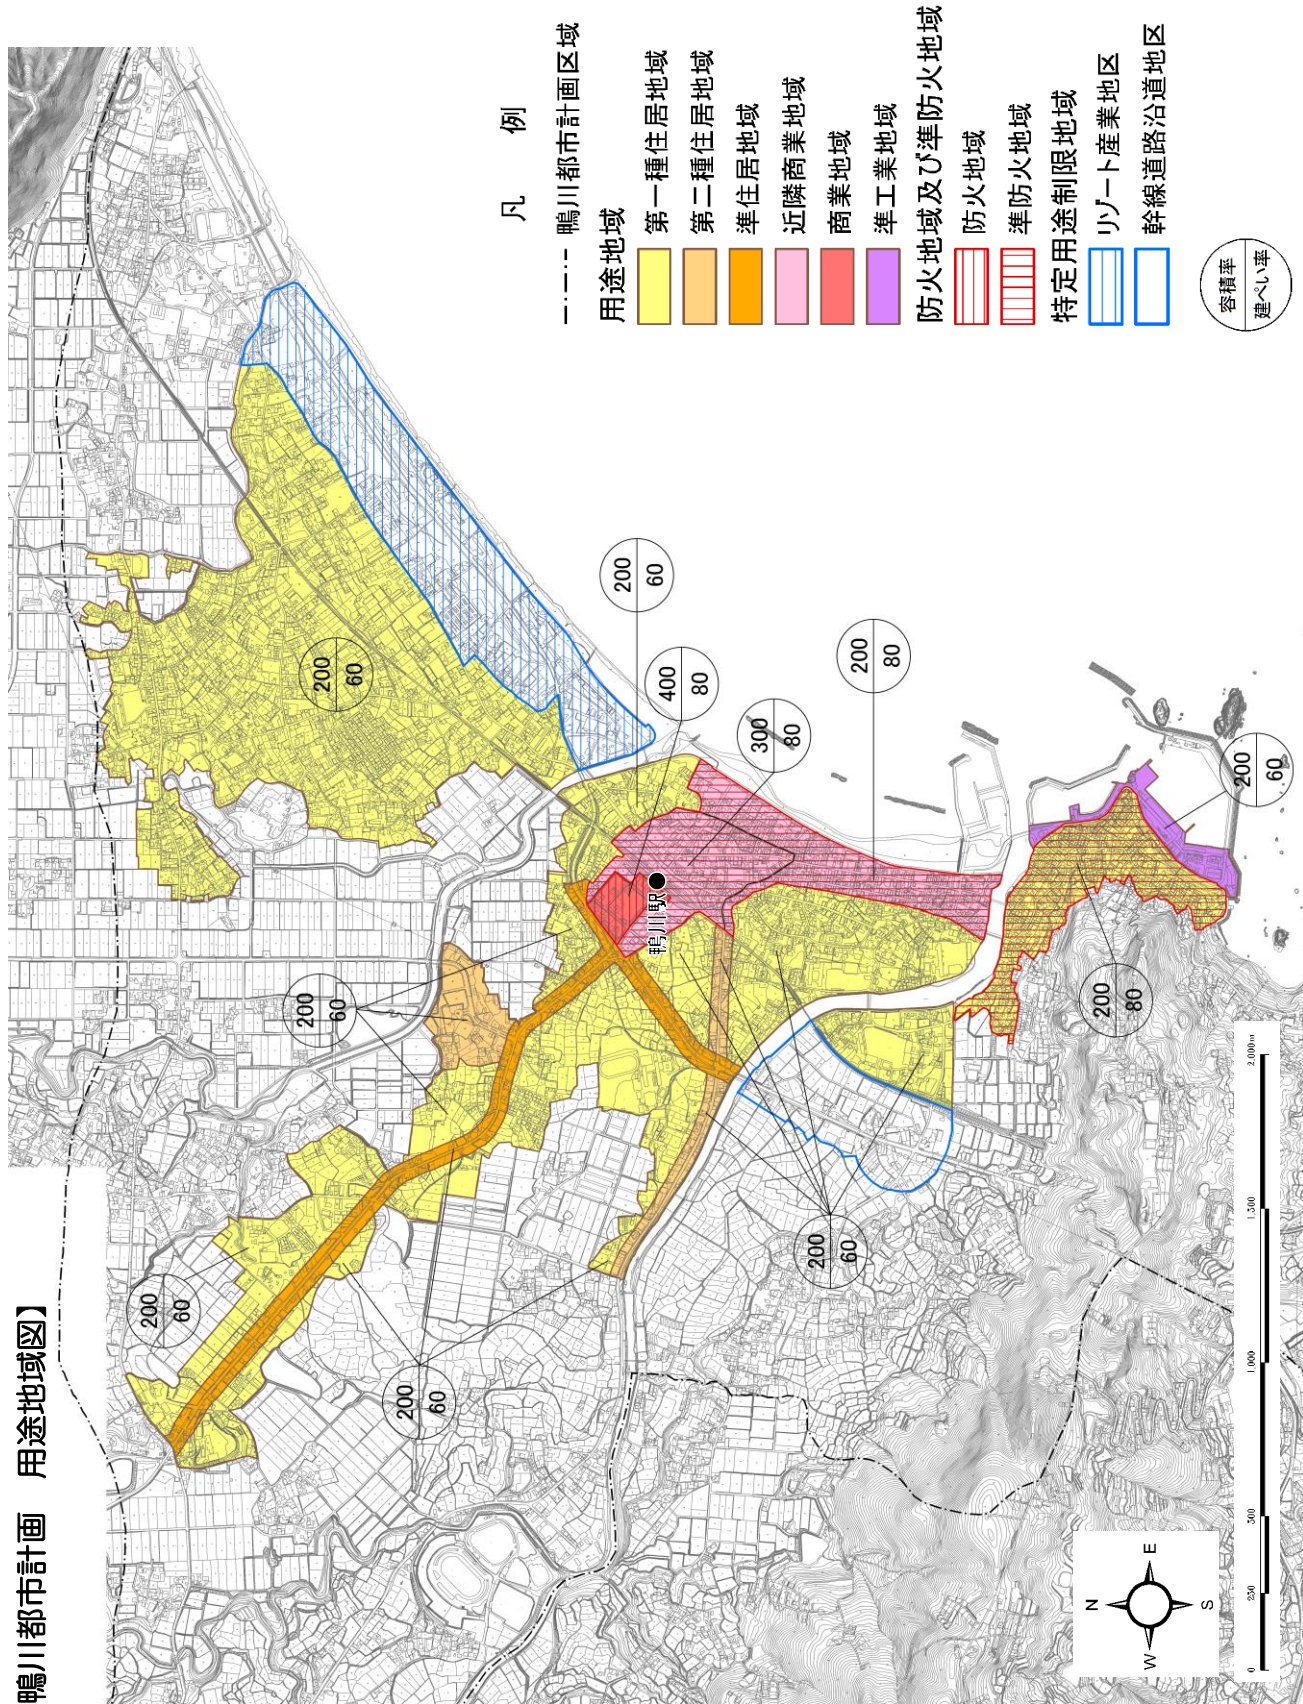 鴨川都市計画　用途地域図】
凡　例
鴨川都市計画区域
用途地域
第一種住居地域
第二種住居地域
準住居地域
近隣商業地域
商業地域
準工業地域
防火地域及び準防火地域
防火地域
準防火地域
特定用途制限地域
リゾート産業地区
幹線道路沿道地区
容積率
建ぺい率
200
60
200
60
400
80
300
80
200
80
200
60
鴨川駅
200
60
200
80
200
60
200
60
200
60
N
W
E
S
0
250
500
1,000
1,500
2,000m